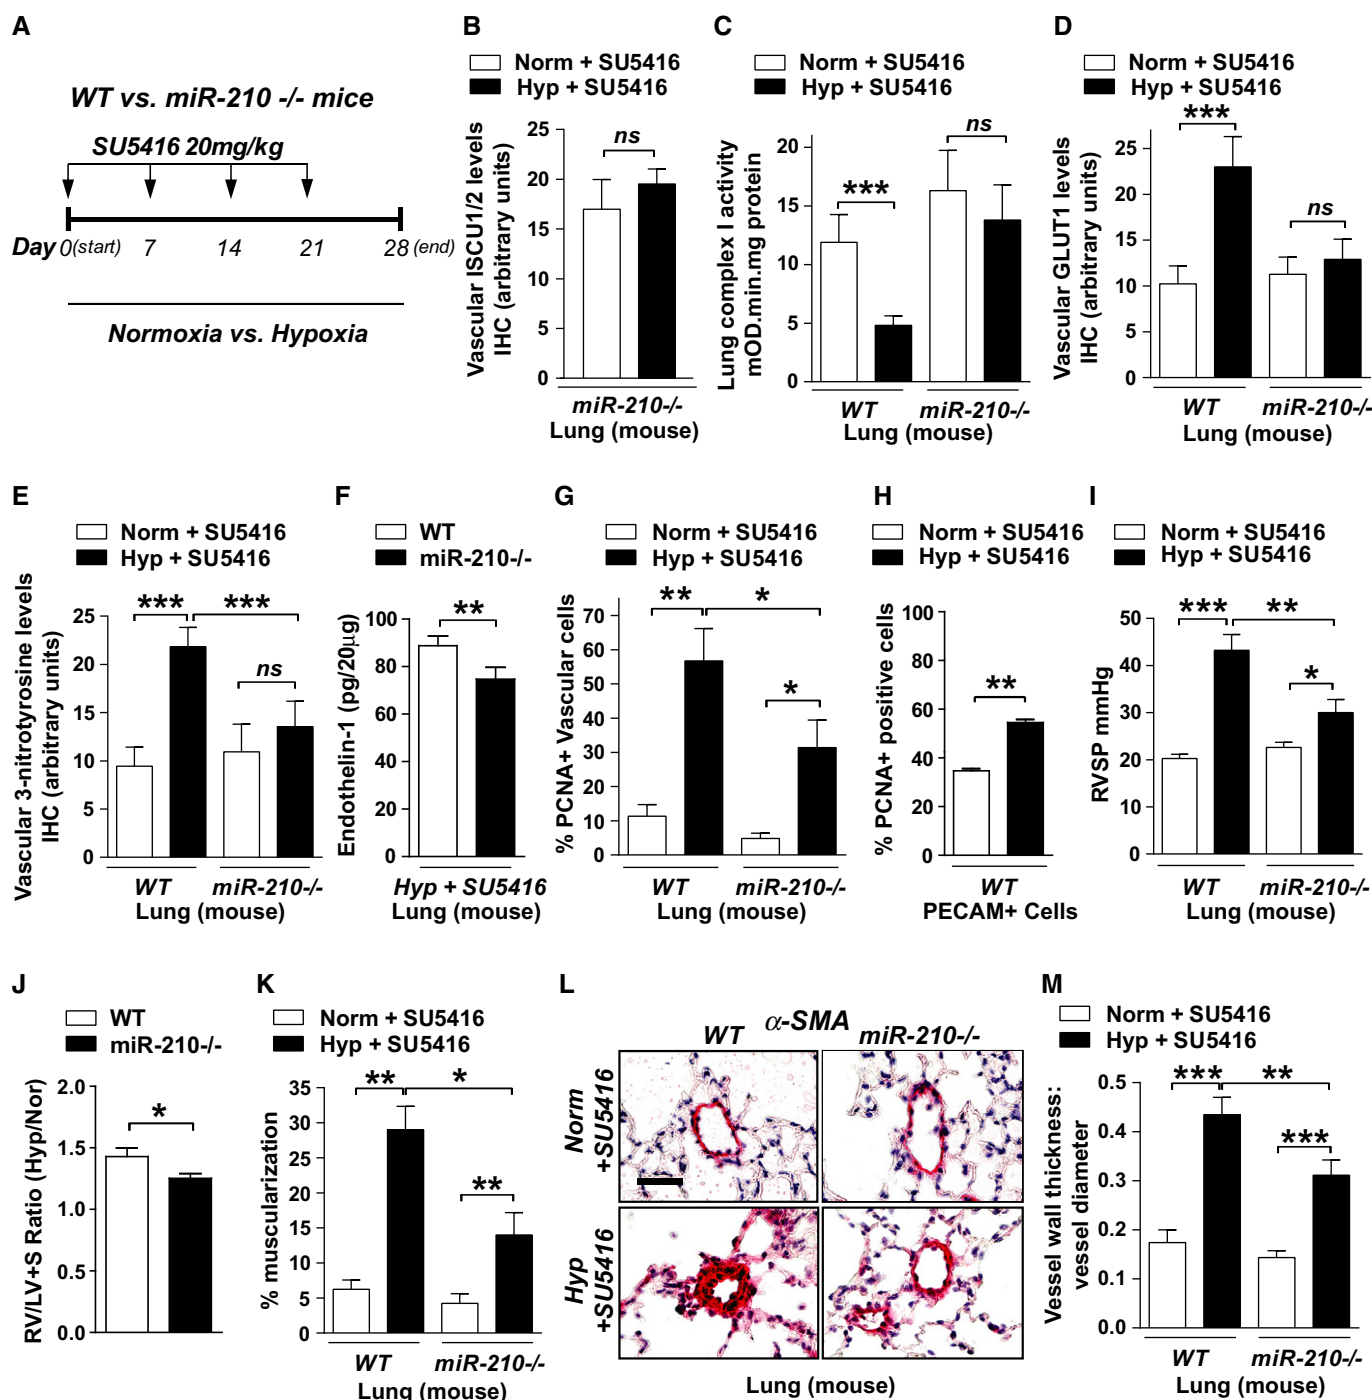 A
WT vs. miR-210 -/- mice
SU5416 20mg/kg
Day 0(start) 7 14 21 28 (end)
Normoxia vs. Hypoxia
B
Norm + SU5416
Hyp + SU5416
Vascular ISCU1/2 levels
IHC (arbitrary units)
25
20
15
10
5
0
ns
miR-210-/-
Lung (mouse)
C
Norm + SU5416
Hyp + SU5416
Lung complex I activity
mOD.min.mg protein
20
15
10
5
0
***
ns
WT miR-210-/-
Lung (mouse)
D
Norm + SU5416
Hyp + SU5416
Vascular GLUT1 levels
IHC (arbitrary units)
25
20
15
10
5
0
***
ns
WT miR-210-/-
Lung (mouse)
E
Norm + SU5416
Hyp + SU5416
Vascular 3-nitrotyrosine levels
IHC (arbitrary units)
25
20
15
10
5
0
*** ***
ns
WT miR-210-/-
Lung (mouse)
F
WT
miR-210-/-
Endothelin-1 (pg/20µg)
100
80
60
40
20
0
**
Hyp + SU5416
Lung (mouse)
G
Norm + SU5416
Hyp + SU5416
% PCNA+ Vascular cells
70
60
50
40
30
20
10
0
** *
*
WT miR-210-/-
Lung (mouse)
H
Norm + SU5416
Hyp + SU5416
% PCNA+ positive cells
100
80
60
40
20
0
**
WT
PECAM+ Cells
I
Norm + SU5416
Hyp + SU5416
RVSP mmHg
50
40
30
20
10
0
*** **
*
WT miR-210-/-
Lung (mouse)
J
WT
miR-210-/-
RV/LV+S Ratio (Hyp/Nor)
2.0
1.5
1.0
0.5
0.0
*
K
Norm + SU5416
Hyp + SU5416
% muscularization
35
30
25
20
15
10
5
0
** *
**
WT miR-210-/-
Lung (mouse)
L
α-SMA
WT miR-210-/-
Norm
+SU5416
Hyp
+SU5416
Lung (mouse)
M
Norm + SU5416
Hyp + SU5416
Vessel wall thickness:
vessel diameter
0.5
0.4
0.3
0.2
0.1
0.0
*** **
***
WT miR-210-/-
Lung (mouse)